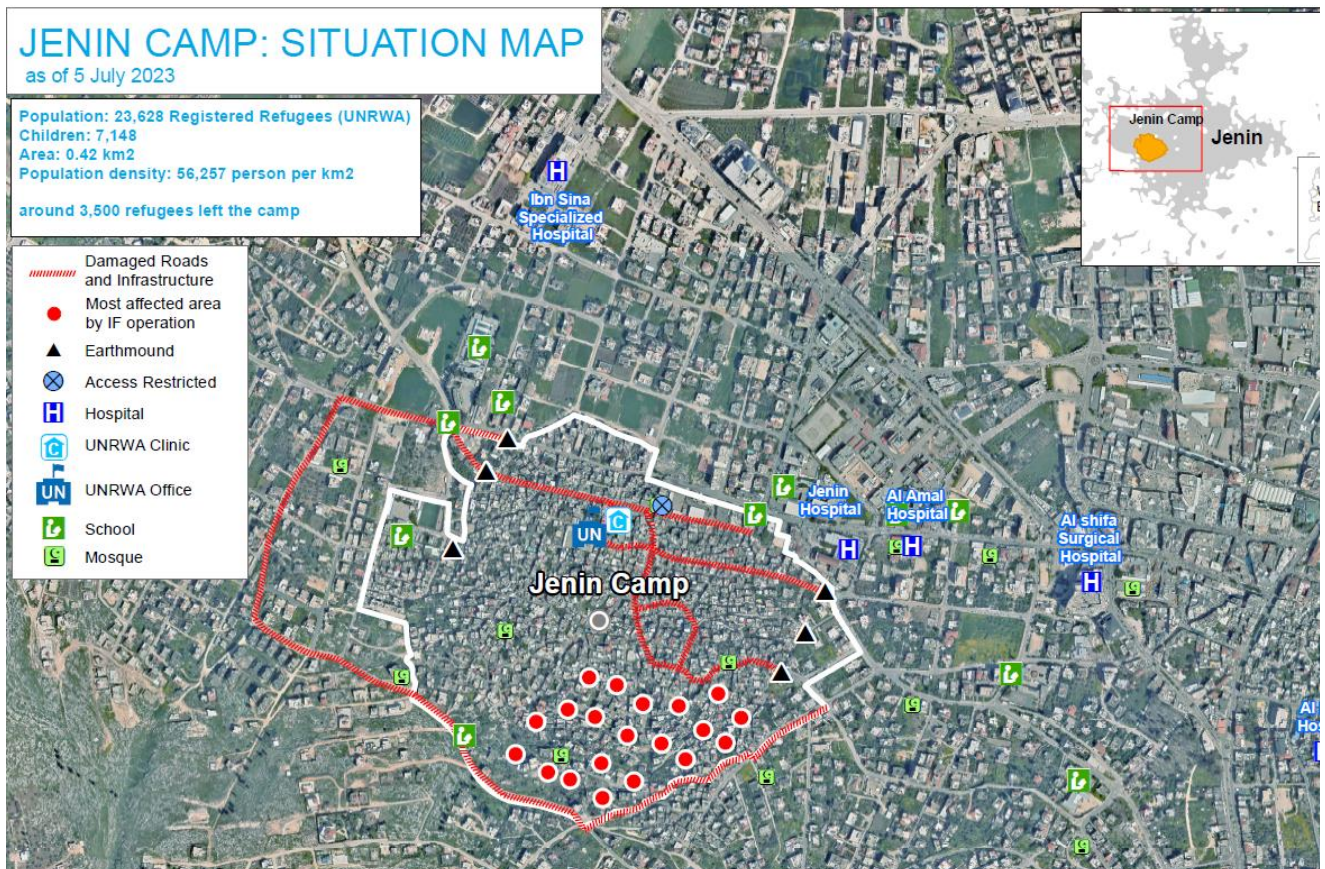 JENIN CAMP: SITUATION MAP
as of 5 July 2023
Population: 23,628 Registered Refugees (UNRWA)
Children: 7,148
Area: 0.42 km2
Population density: 56,257 person per km2
around 3,500 refugees left the camp
Damaged Roads
and Infrastructure
Most affected area
by IF operation
Earthmound
Access Restricted
H
Hospital
C
UNRWA Clinic
UN
UNRWA Office
School
Mosque
Jenin Camp
Jenin
H
Ibn Sina
Specialized
Hospital
Jenin
Hospital
H
Al Amal
Hospital
H
Al shifa
Surgical
Hospital
H
UN
C
Jenin Camp
Al